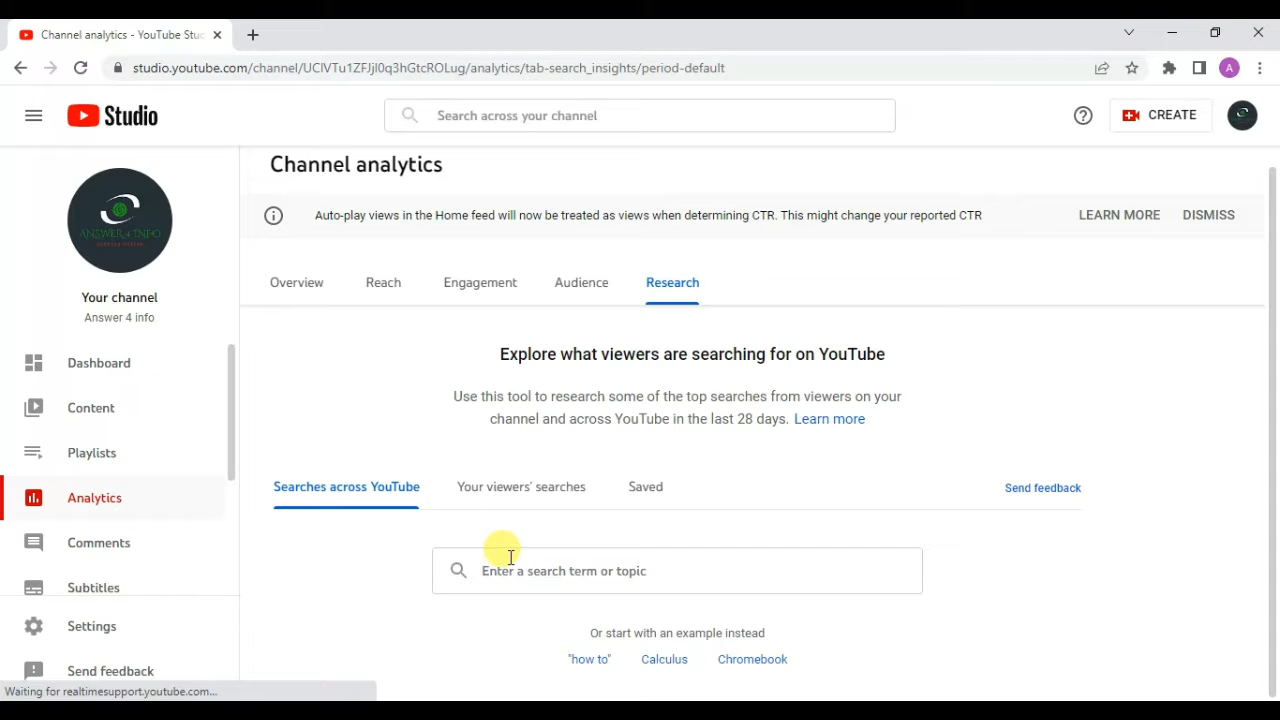 Channel analytics - YouTube Stuc
studio.youtube.com/channel/UClVTu1ZFJjl0q3hGtcROLug/analytics/tab-search_insights/period-default
A
Studio
Search across your channel
CREATE
Channel analytics
Auto-play views in the Home feed will now be treated as views when determining CTR. This might change your reported CTR
LEARN MORE
DISMISS
ANSWER 4 INFO
Your channel
Answer 4 info
Overview
Reach
Engagement
Audience
Research
Explore what viewers are searching for on YouTube
Use this tool to research some of the top searches from viewers on your
channel and across YouTube in the last 28 days. Learn more
Dashboard
Content
Playlists
Analytics
Comments
Subtitles
Settings
Send feedback
Searches across YouTube
Your viewers' searches
Saved
Send feedback
Enter a search term or topic
Or start with an example instead
"how to"
Calculus
Chromebook
Waiting for realtimesupport.youtube.com...